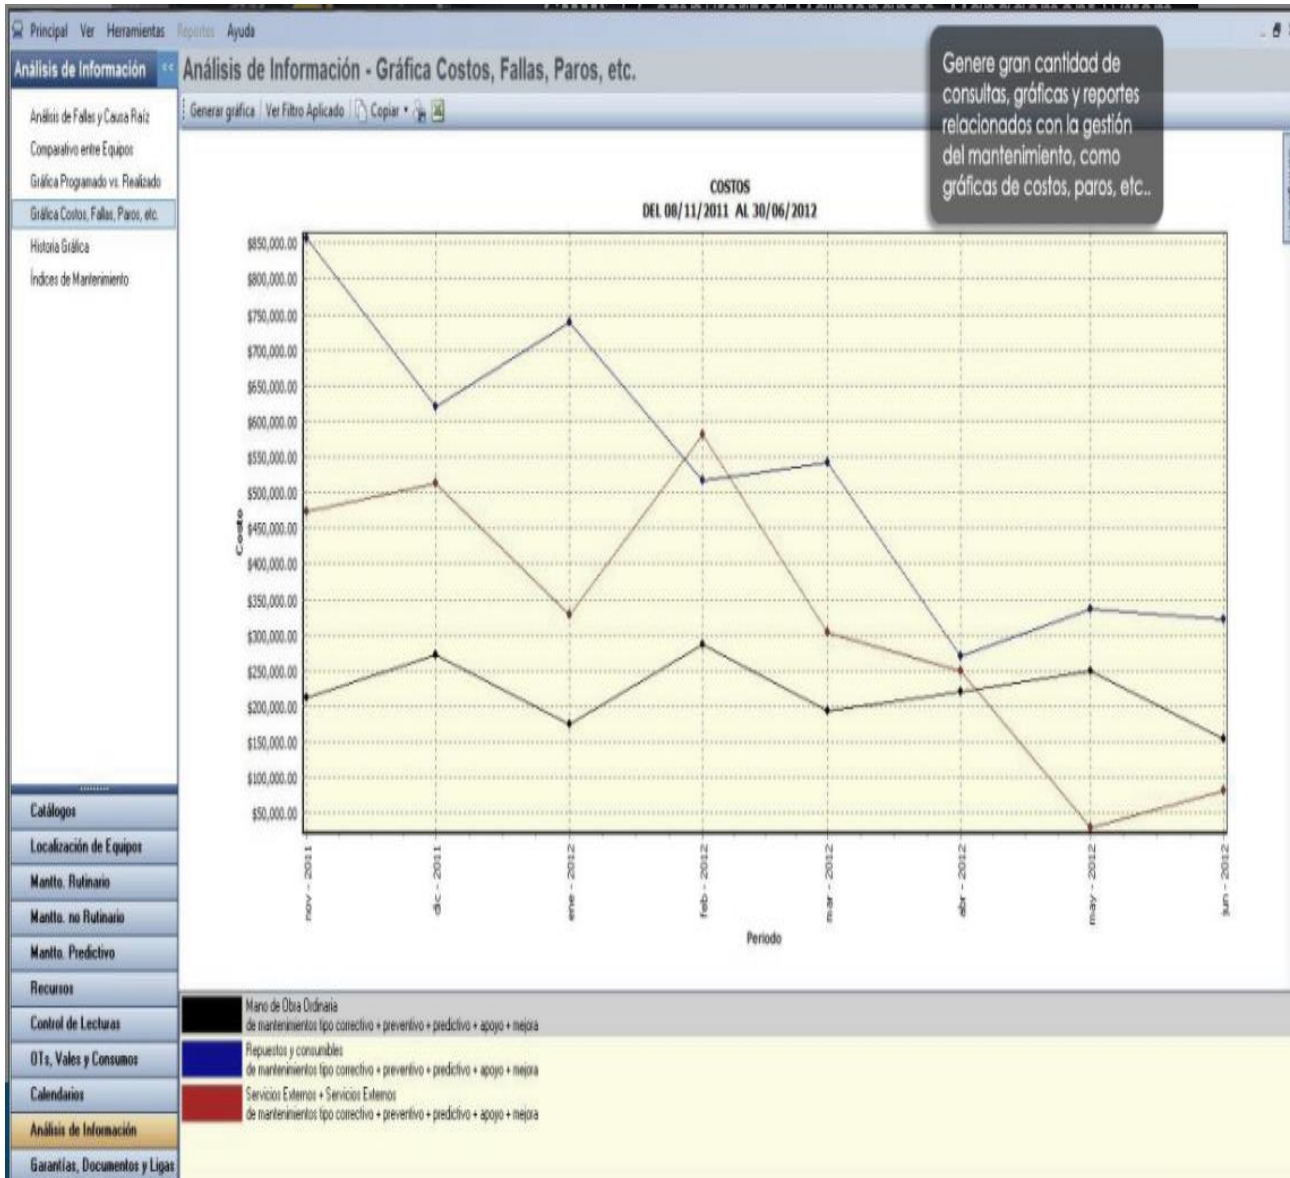 Principal Ver Herramientas Reportes Ayuda
Análisis de Información <<
Análisis de Información - Gráfica Costos, Fallas, Paros, etc.
Generar gráfica Ver Filtro Aplicado Copiar
Análisis de Fallas y Causa Raíz
Comparativo entre Equipos
Gráfica Programado vs. Realizado
Gráfica Costos, Fallas, Paros, etc.
Historia Gráfica
Índices de Mantenimiento
Genere gran cantidad de
consultas, gráficas y reportes
relacionados con la gestión
del mantenimiento, como
gráficas de costos, paros, etc..
COSTOS
DEL 08/11/2011 AL 30/06/2012
$850,000.00
$800,000.00
$750,000.00
$700,000.00
$650,000.00
$600,000.00
$550,000.00
$500,000.00
$450,000.00
$400,000.00
$350,000.00
$300,000.00
$250,000.00
$200,000.00
$150,000.00
$100,000.00
$50,000.00
Costo
nov - 2011
dic - 2011
ene - 2012
feb - 2012
mar - 2012
abr - 2012
may - 2012
jun - 2012
Periodo
Catálogos
Localización de Equipos
Mantto. Rutinario
Mantto. no Rutinario
Mantto. Predictivo
Recursos
Control de Lecturas
OTs, Vales y Consumos
Calendarios
Análisis de Información
Garantías, Documentos y Ligas
Mano de Obra Ordinaria
de mantenimientos tipo correctivo + preventivo + predictivo + apoyo + mejora
Repuestos y consumibles
de mantenimientos tipo correctivo + preventivo + predictivo + apoyo + mejora
Servicios Externos + Servicios Externos
de mantenimientos tipo correctivo + preventivo + predictivo + apoyo + mejora